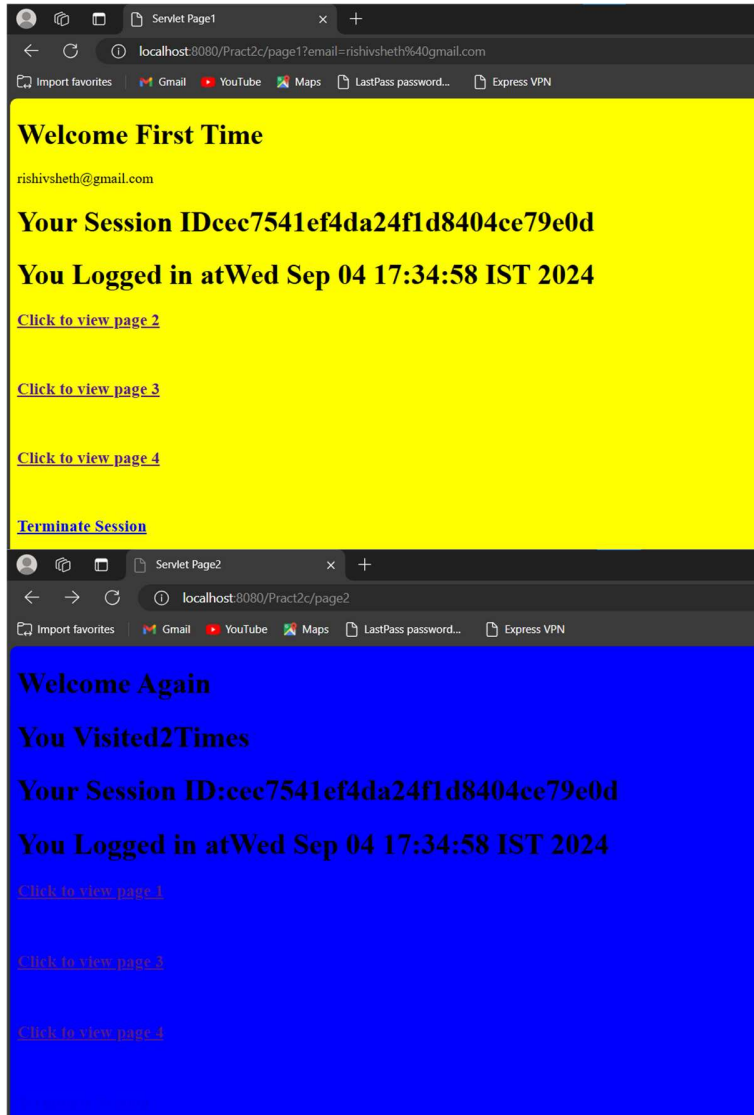 Servlet Page1
localhost:8080/Pract2c/page1?email=rishivsheth%40gmail.com
Import favorites Gmail YouTube Maps LastPass password... Express VPN
Welcome First Time
rishivsheth@gmail.com
Your Session IDcec7541ef4da24f1d8404ce79e0d
You Logged in atWed Sep 04 17:34:58 IST 2024
Click to view page 2
Click to view page 3
Click to view page 4
Terminate Session
Servlet Page2
localhost:8080/Pract2c/page2
Import favorites Gmail YouTube Maps LastPass password... Express VPN
Welcome Again
You Visited2Times
Your Session ID:cec7541ef4da24f1d8404ce79e0d
You Logged in atWed Sep 04 17:34:58 IST 2024
Click to view page 1
Click to view page 3
Click to view page 4